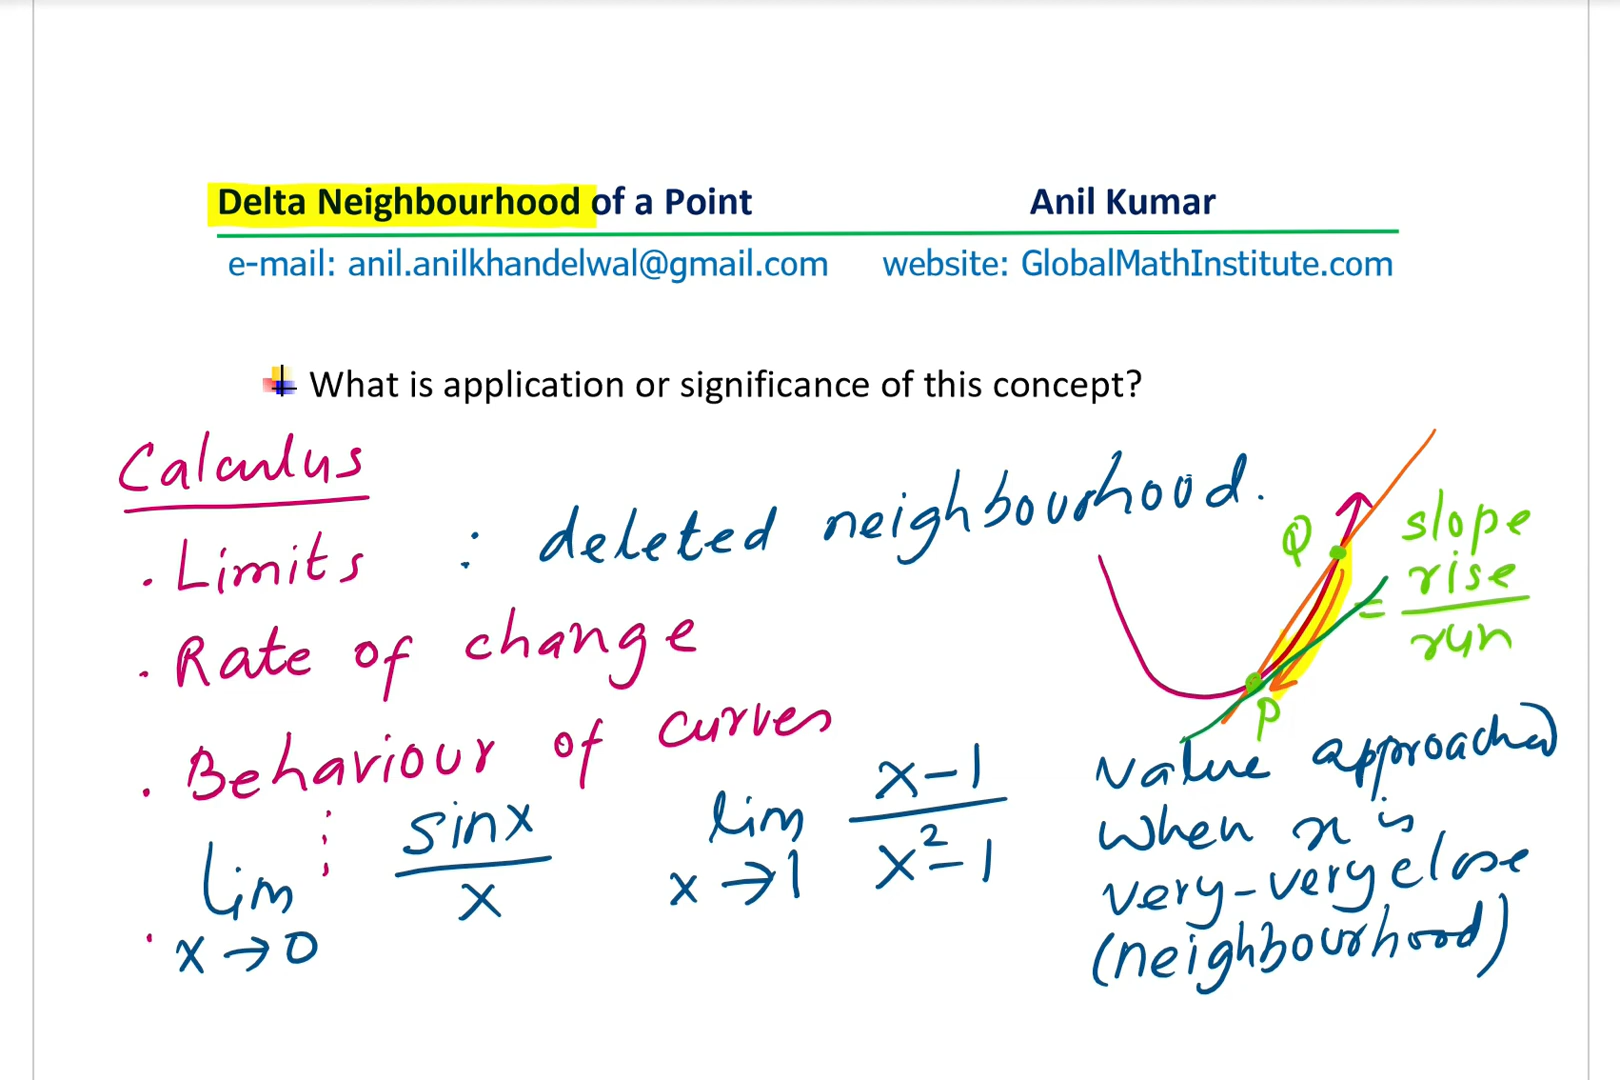 Delta Neighbourhood of a Point Anil Kumar
e-mail: anil.anilkhandelwal@gmail.com website: GlobalMathInstitute.com
What is application or significance of this concept?
Calculus
. Limits : deleted neighbourhood.
. Rate of change
. Behaviour of curves
lim x→0 sinx/x
lim x→1 x-1/x²-1
Q
P
= slope
rise
run
Value approached
when x is
very-very close
(neighbourhood)